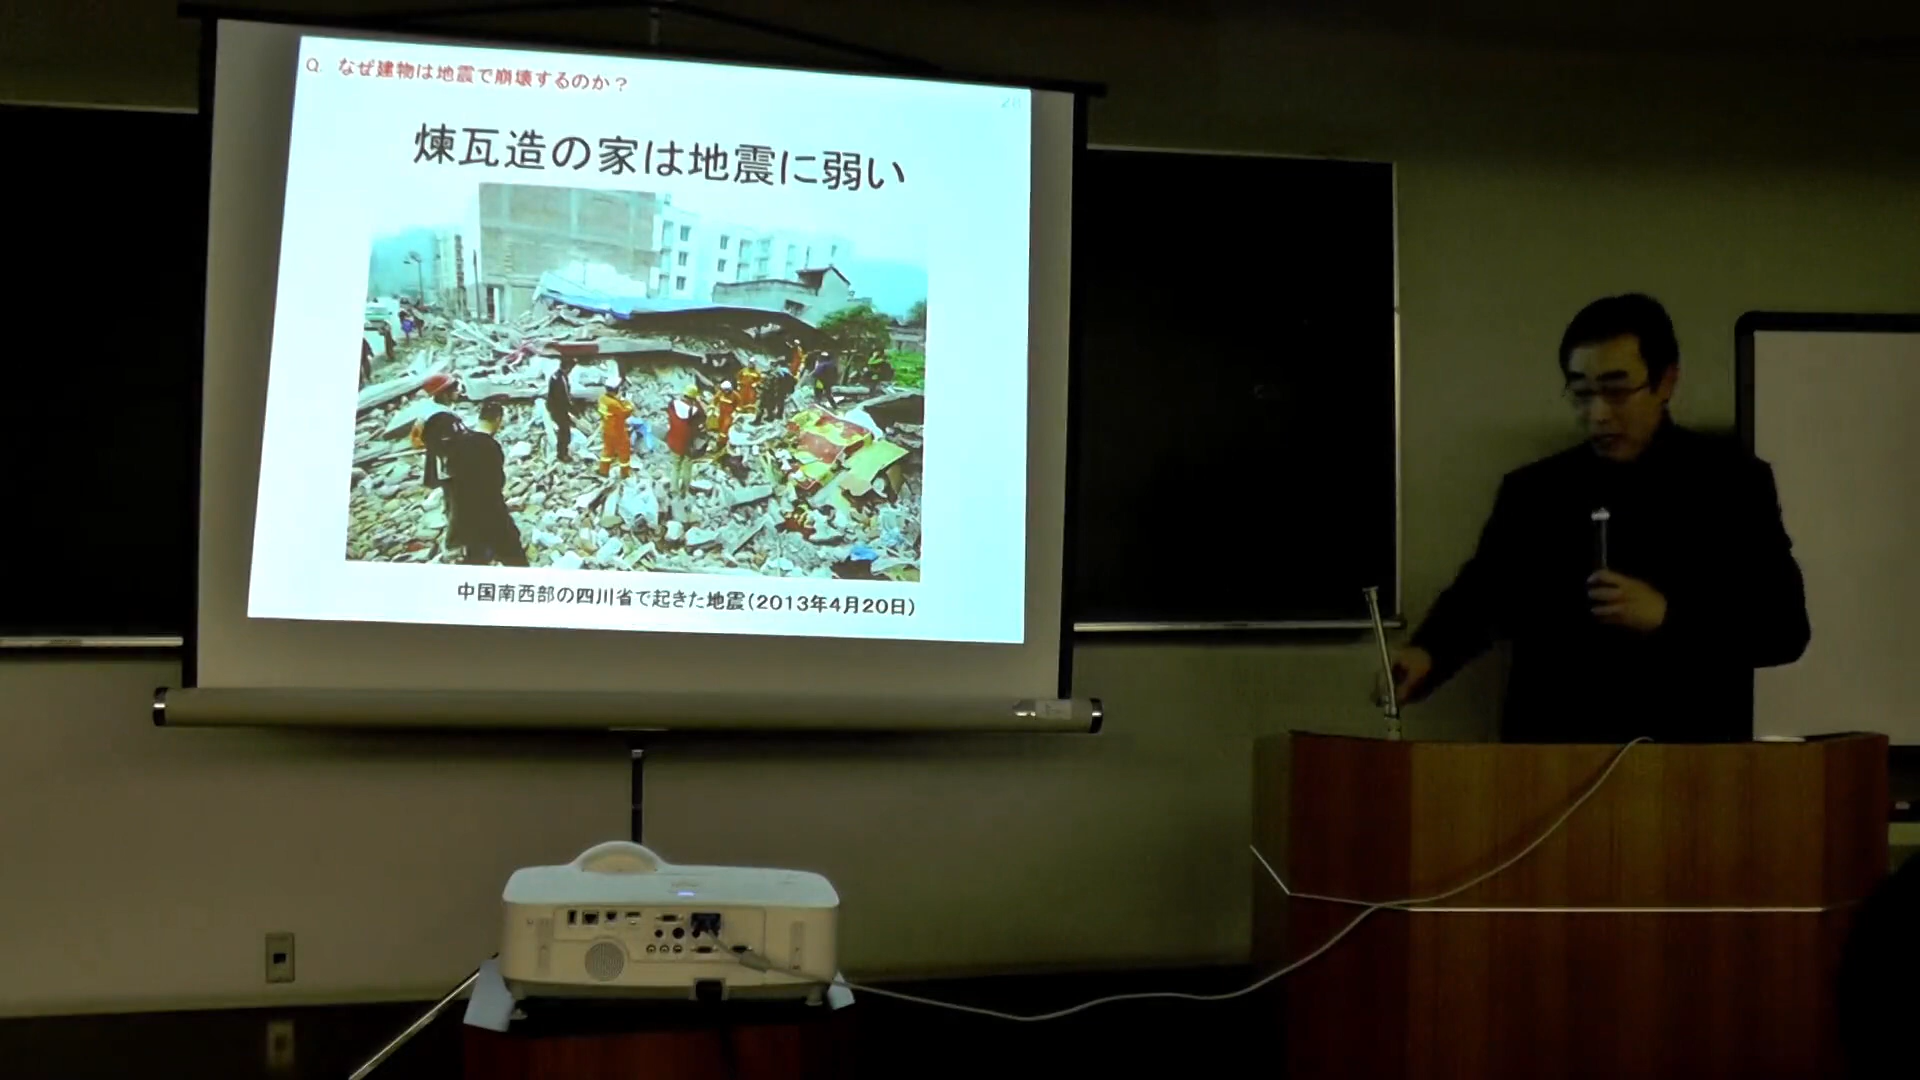 Q. なぜ建物は地震で崩壊するのか？
20
煉瓦造の家は地震に弱い
中国南西部の四川省で起きた地震(2013年4月20日)